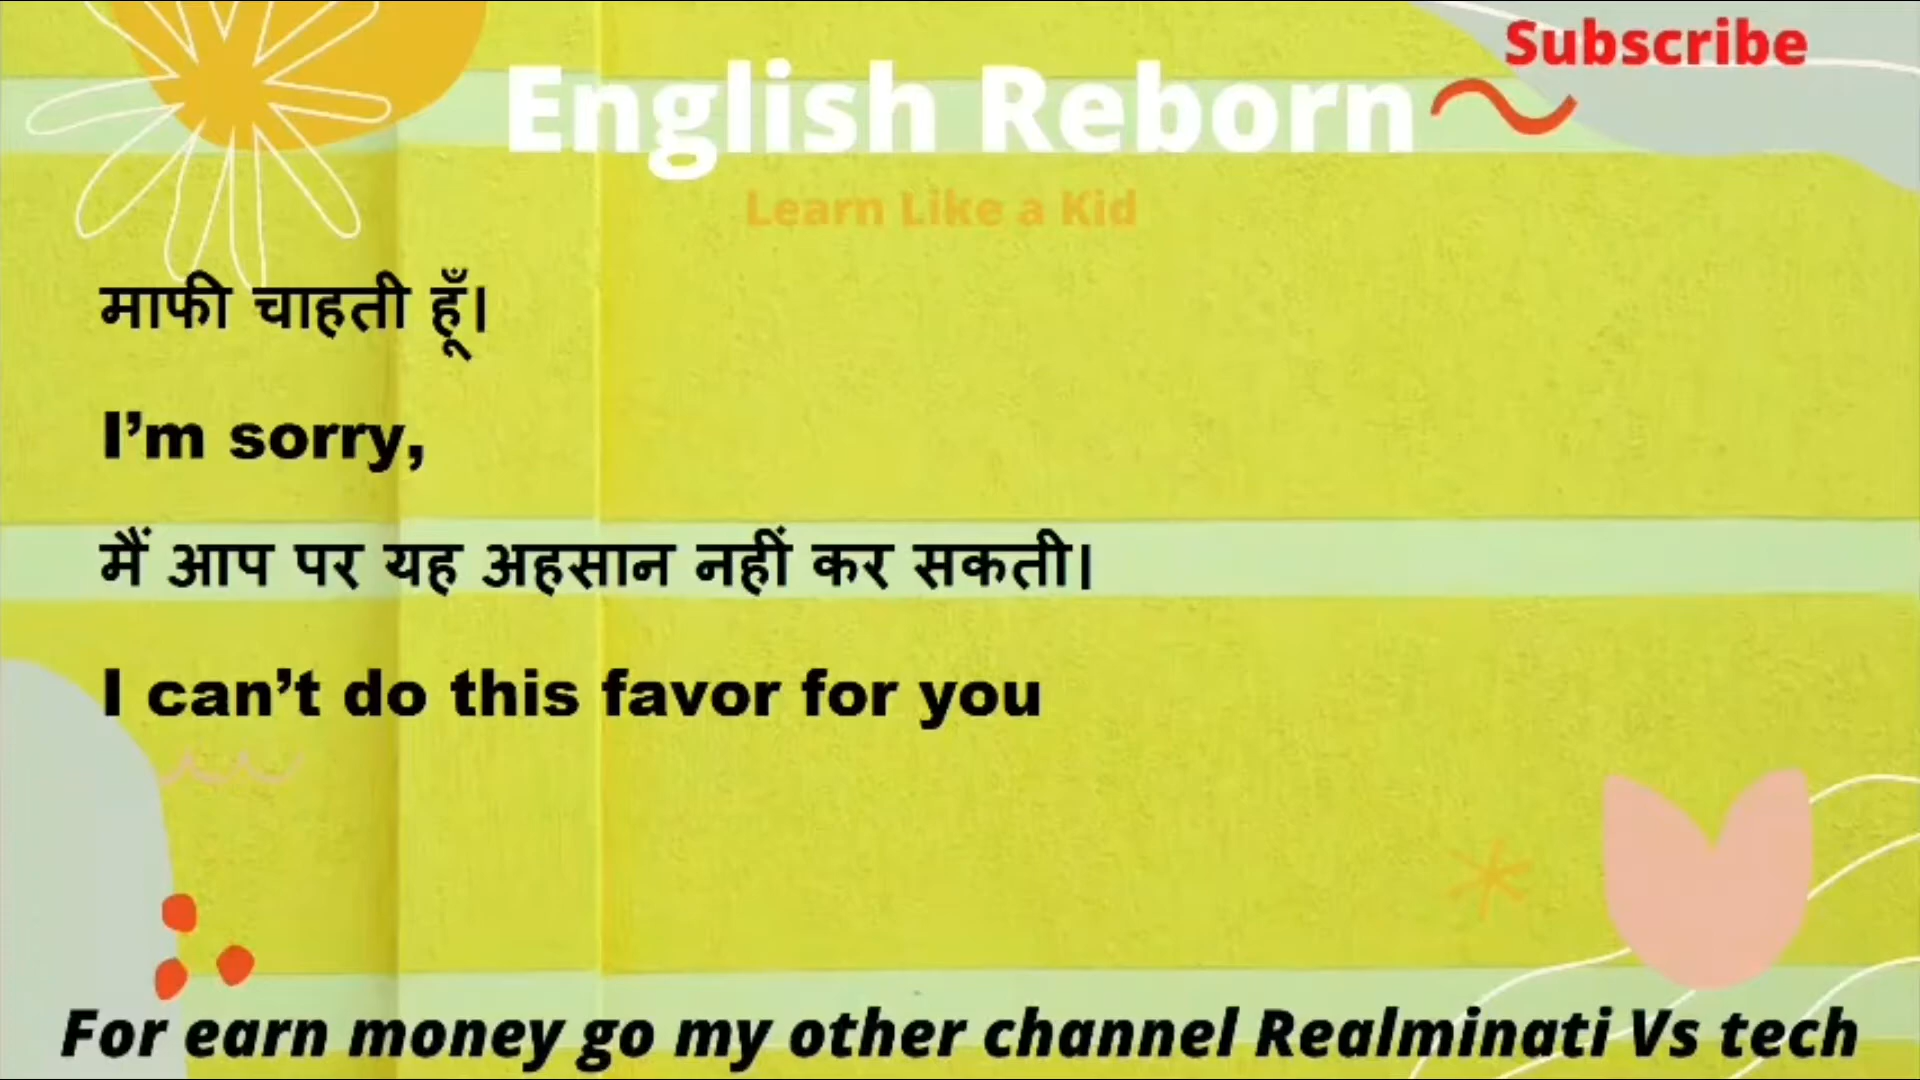 Subscribe
English Reborn
Learn Like a Kid
माफी चाहती हूँ।
I’m sorry,
मैं आप पर यह अहसान नहीं कर सकती।
I can’t do this favor for you
For earn money go my other channel Realminati Vs tech